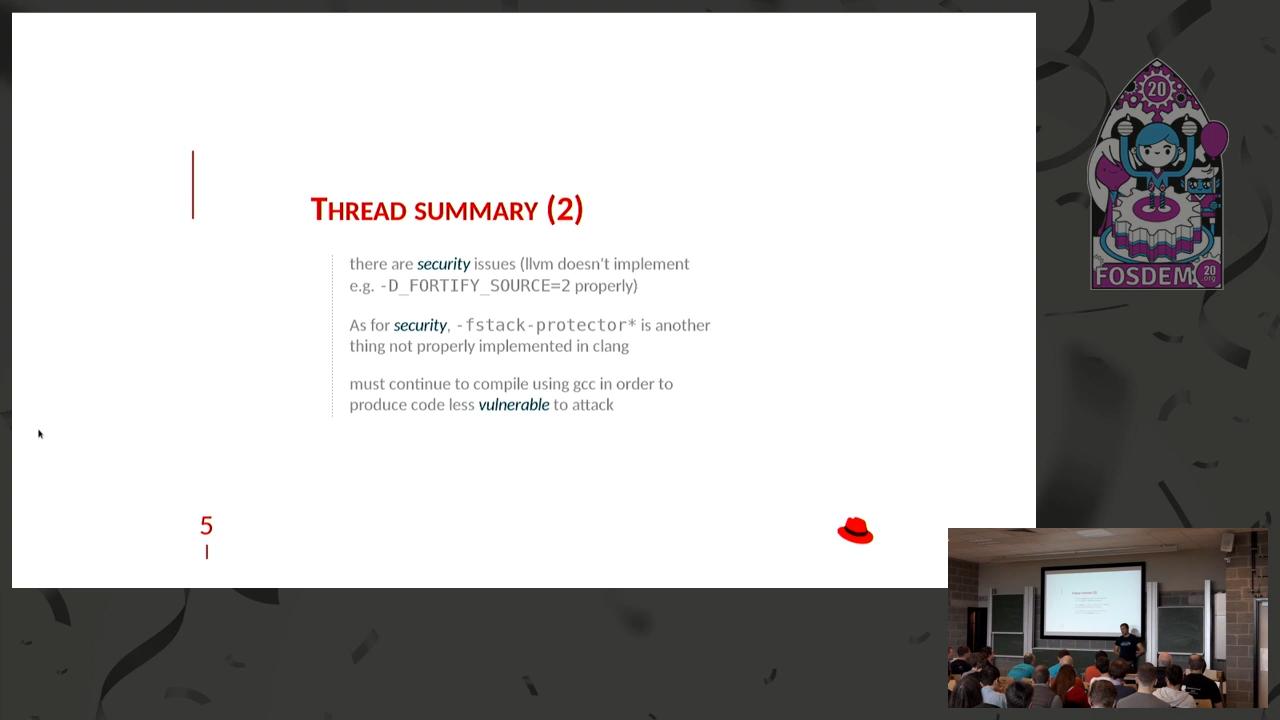 THREAD SUMMARY (2)
there are security issues (llvm doesn't implement
e.g. -D_FORTIFY_SOURCE=2 properly)
As for security, -fstack-protector* is another
thing not properly implemented in clang
must continue to compile using gcc in order to
produce code less vulnerable to attack
5
20
FOSDEM
20
.org